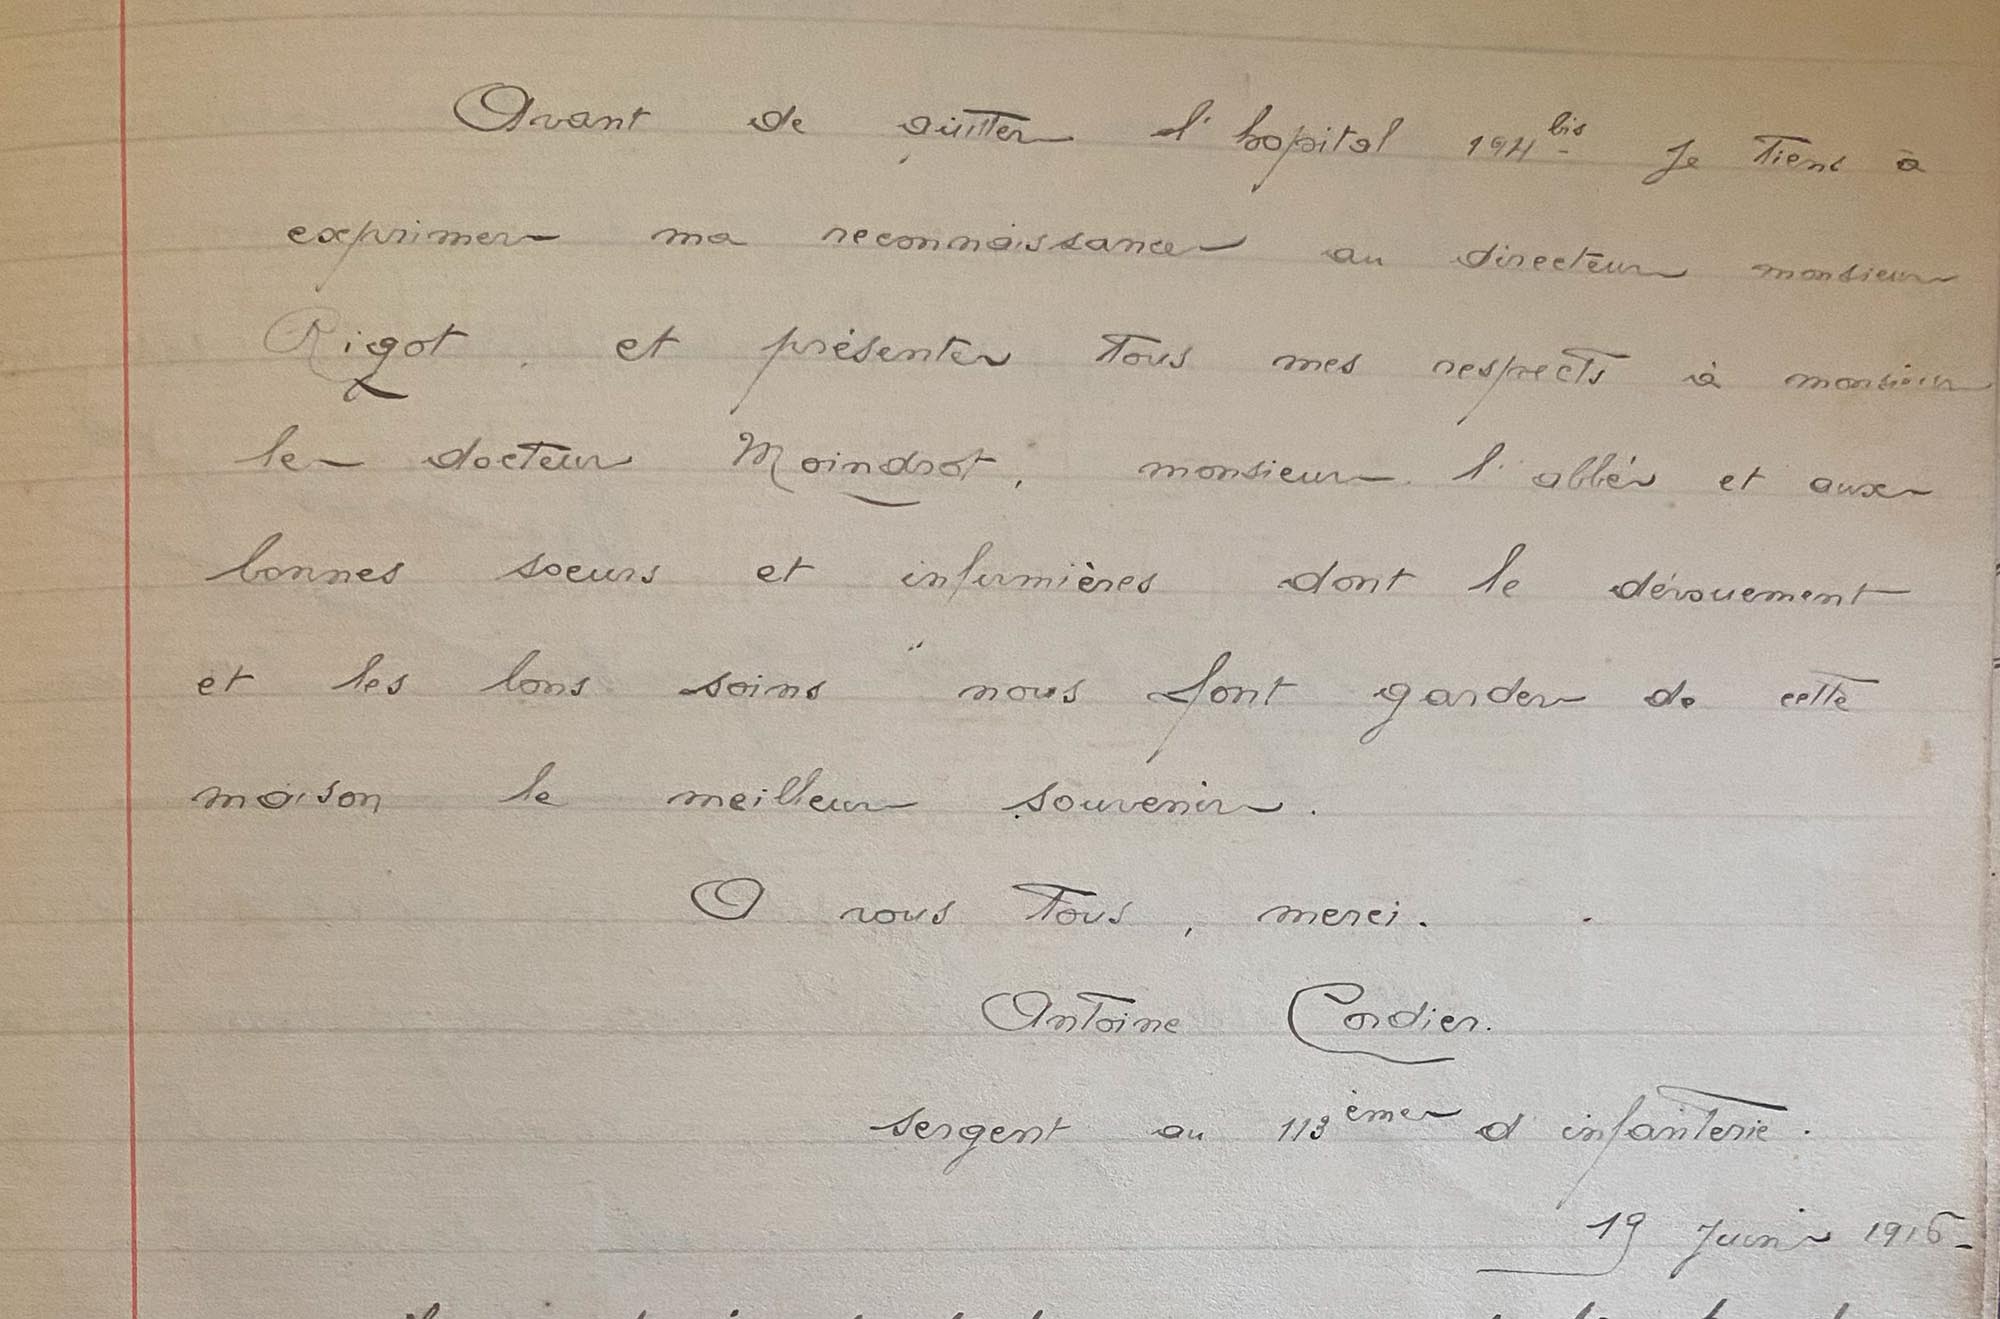 Avant de quitter l'hopital 194 bis je tiens à
exprimer ma reconnaissance au directeur monsieur
Rigot, et présenter tous mes respects à monsieur
le docteur Moindrot, monsieur l'abbé et aux
bonnes soeurs et infirmières dont le dévouement
et les bons soins nous font garder de cette
maison le meilleur souvenir.
A vous tous, merci.
Antoine Cordier.
sergent au 113ème d'infanterie.
19 Juin 1916-